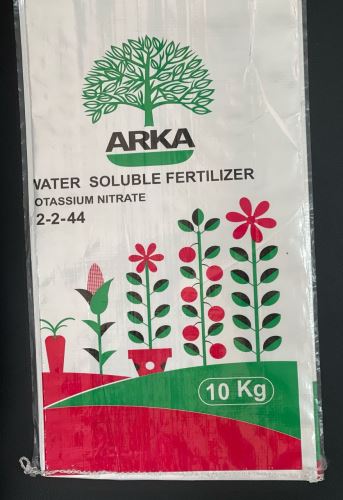 ARKA
WATER SOLUBLE FERTILIZER
OTASSIUM NITRATE
2-2-44
10 Kg